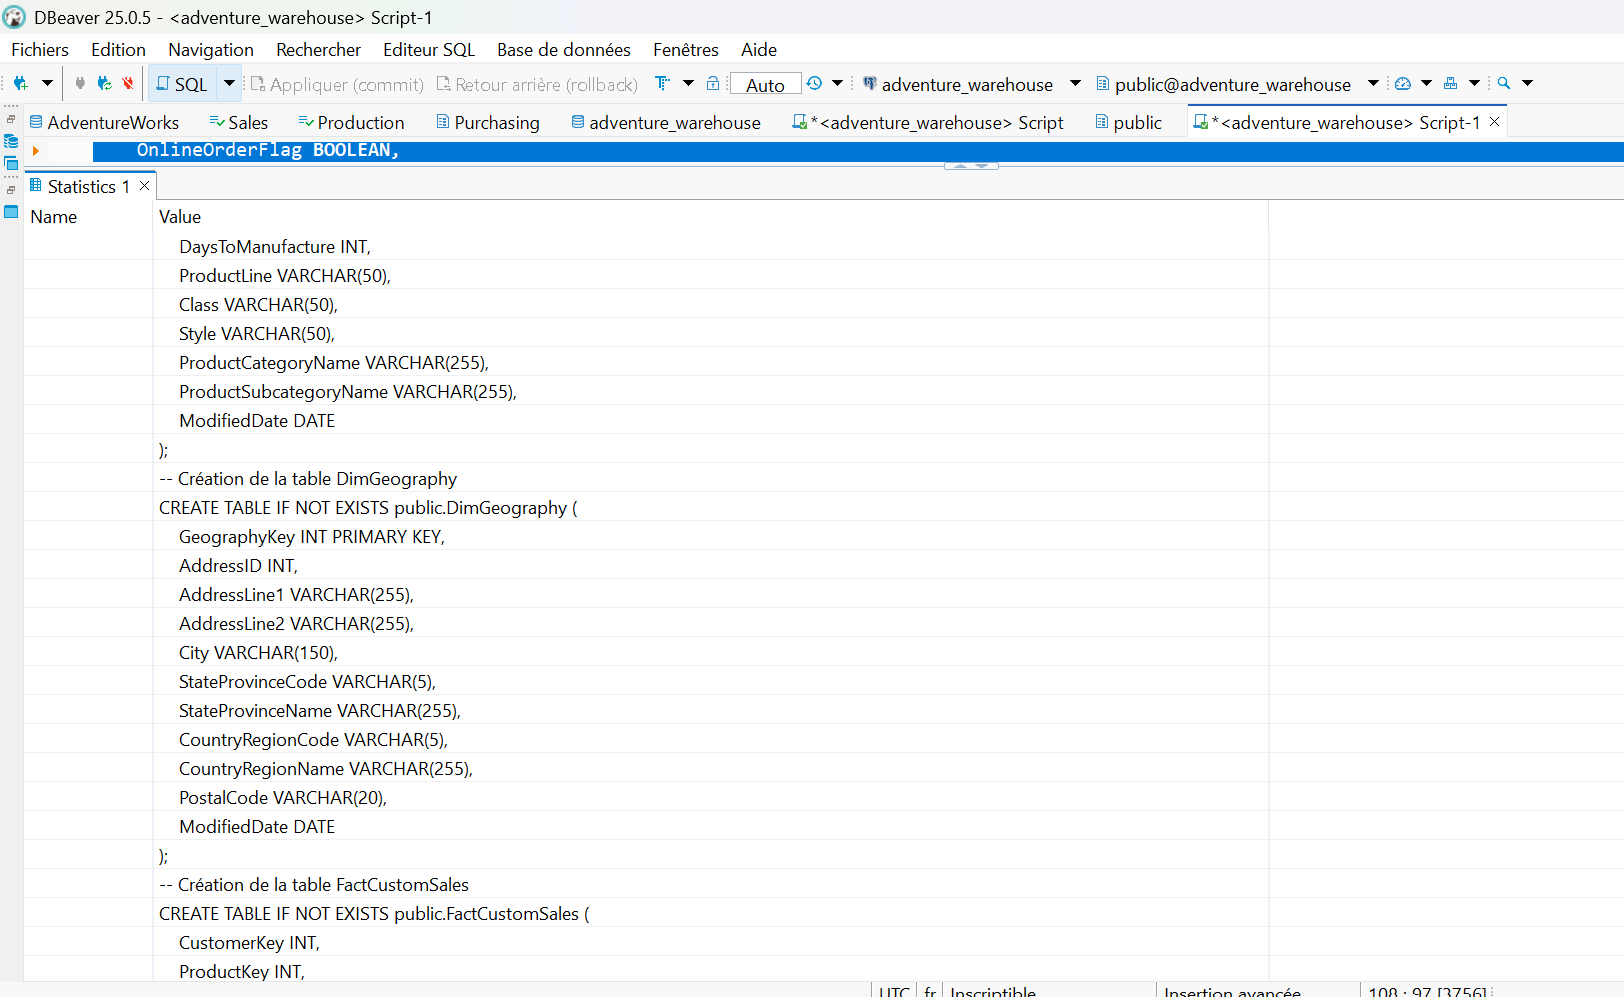 DBeaver 25.0.5 - <adventure_warehouse> Script-1
Fichiers Edition Navigation Rechercher Editeur SQL Base de données Fenêtres Aide
SQL Appliquer (commit) Retour arrière (rollback) Auto adventure_warehouse public@adventure_warehouse
AdventureWorks Sales Production Purchasing adventure_warehouse *<adventure_warehouse> Script public *<adventure_warehouse> Script-1
OnlineOrderFlag BOOLEAN,
Statistics 1
Name Value
DaysToManufacture INT,
ProductLine VARCHAR(50),
Class VARCHAR(50),
Style VARCHAR(50),
ProductCategoryName VARCHAR(255),
ProductSubcategoryName VARCHAR(255),
ModifiedDate DATE
);
-- Création de la table DimGeography
CREATE TABLE IF NOT EXISTS public.DimGeography (
GeographyKey INT PRIMARY KEY,
AddressID INT,
AddressLine1 VARCHAR(255),
AddressLine2 VARCHAR(255),
City VARCHAR(150),
StateProvinceCode VARCHAR(5),
StateProvinceName VARCHAR(255),
CountryRegionCode VARCHAR(5),
CountryRegionName VARCHAR(255),
PostalCode VARCHAR(20),
ModifiedDate DATE
);
-- Création de la table FactCustomSales
CREATE TABLE IF NOT EXISTS public.FactCustomSales (
CustomerKey INT,
ProductKey INT,
UTC fr Inscriptible Insertion avancée 108 : 97 [3756]